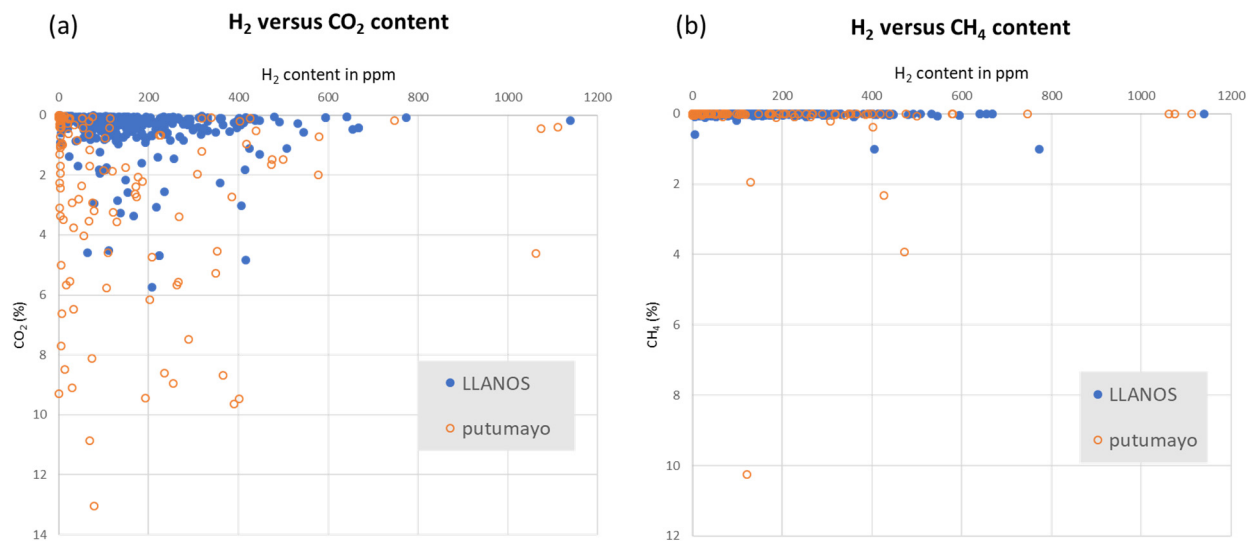 (a)
H₂ versus CO₂ content
H₂ content in ppm
0 200 400 600 800 1000 1200
0
2
4
6
8
10
12
14
CO₂ (%)
LLANOS
putumayo
(b)
H₂ versus CH₄ content
H₂ content in ppm
0 200 400 600 800 1000 1200
0
2
4
6
8
10
12
CH₄ (%)
LLANOS
putumayo